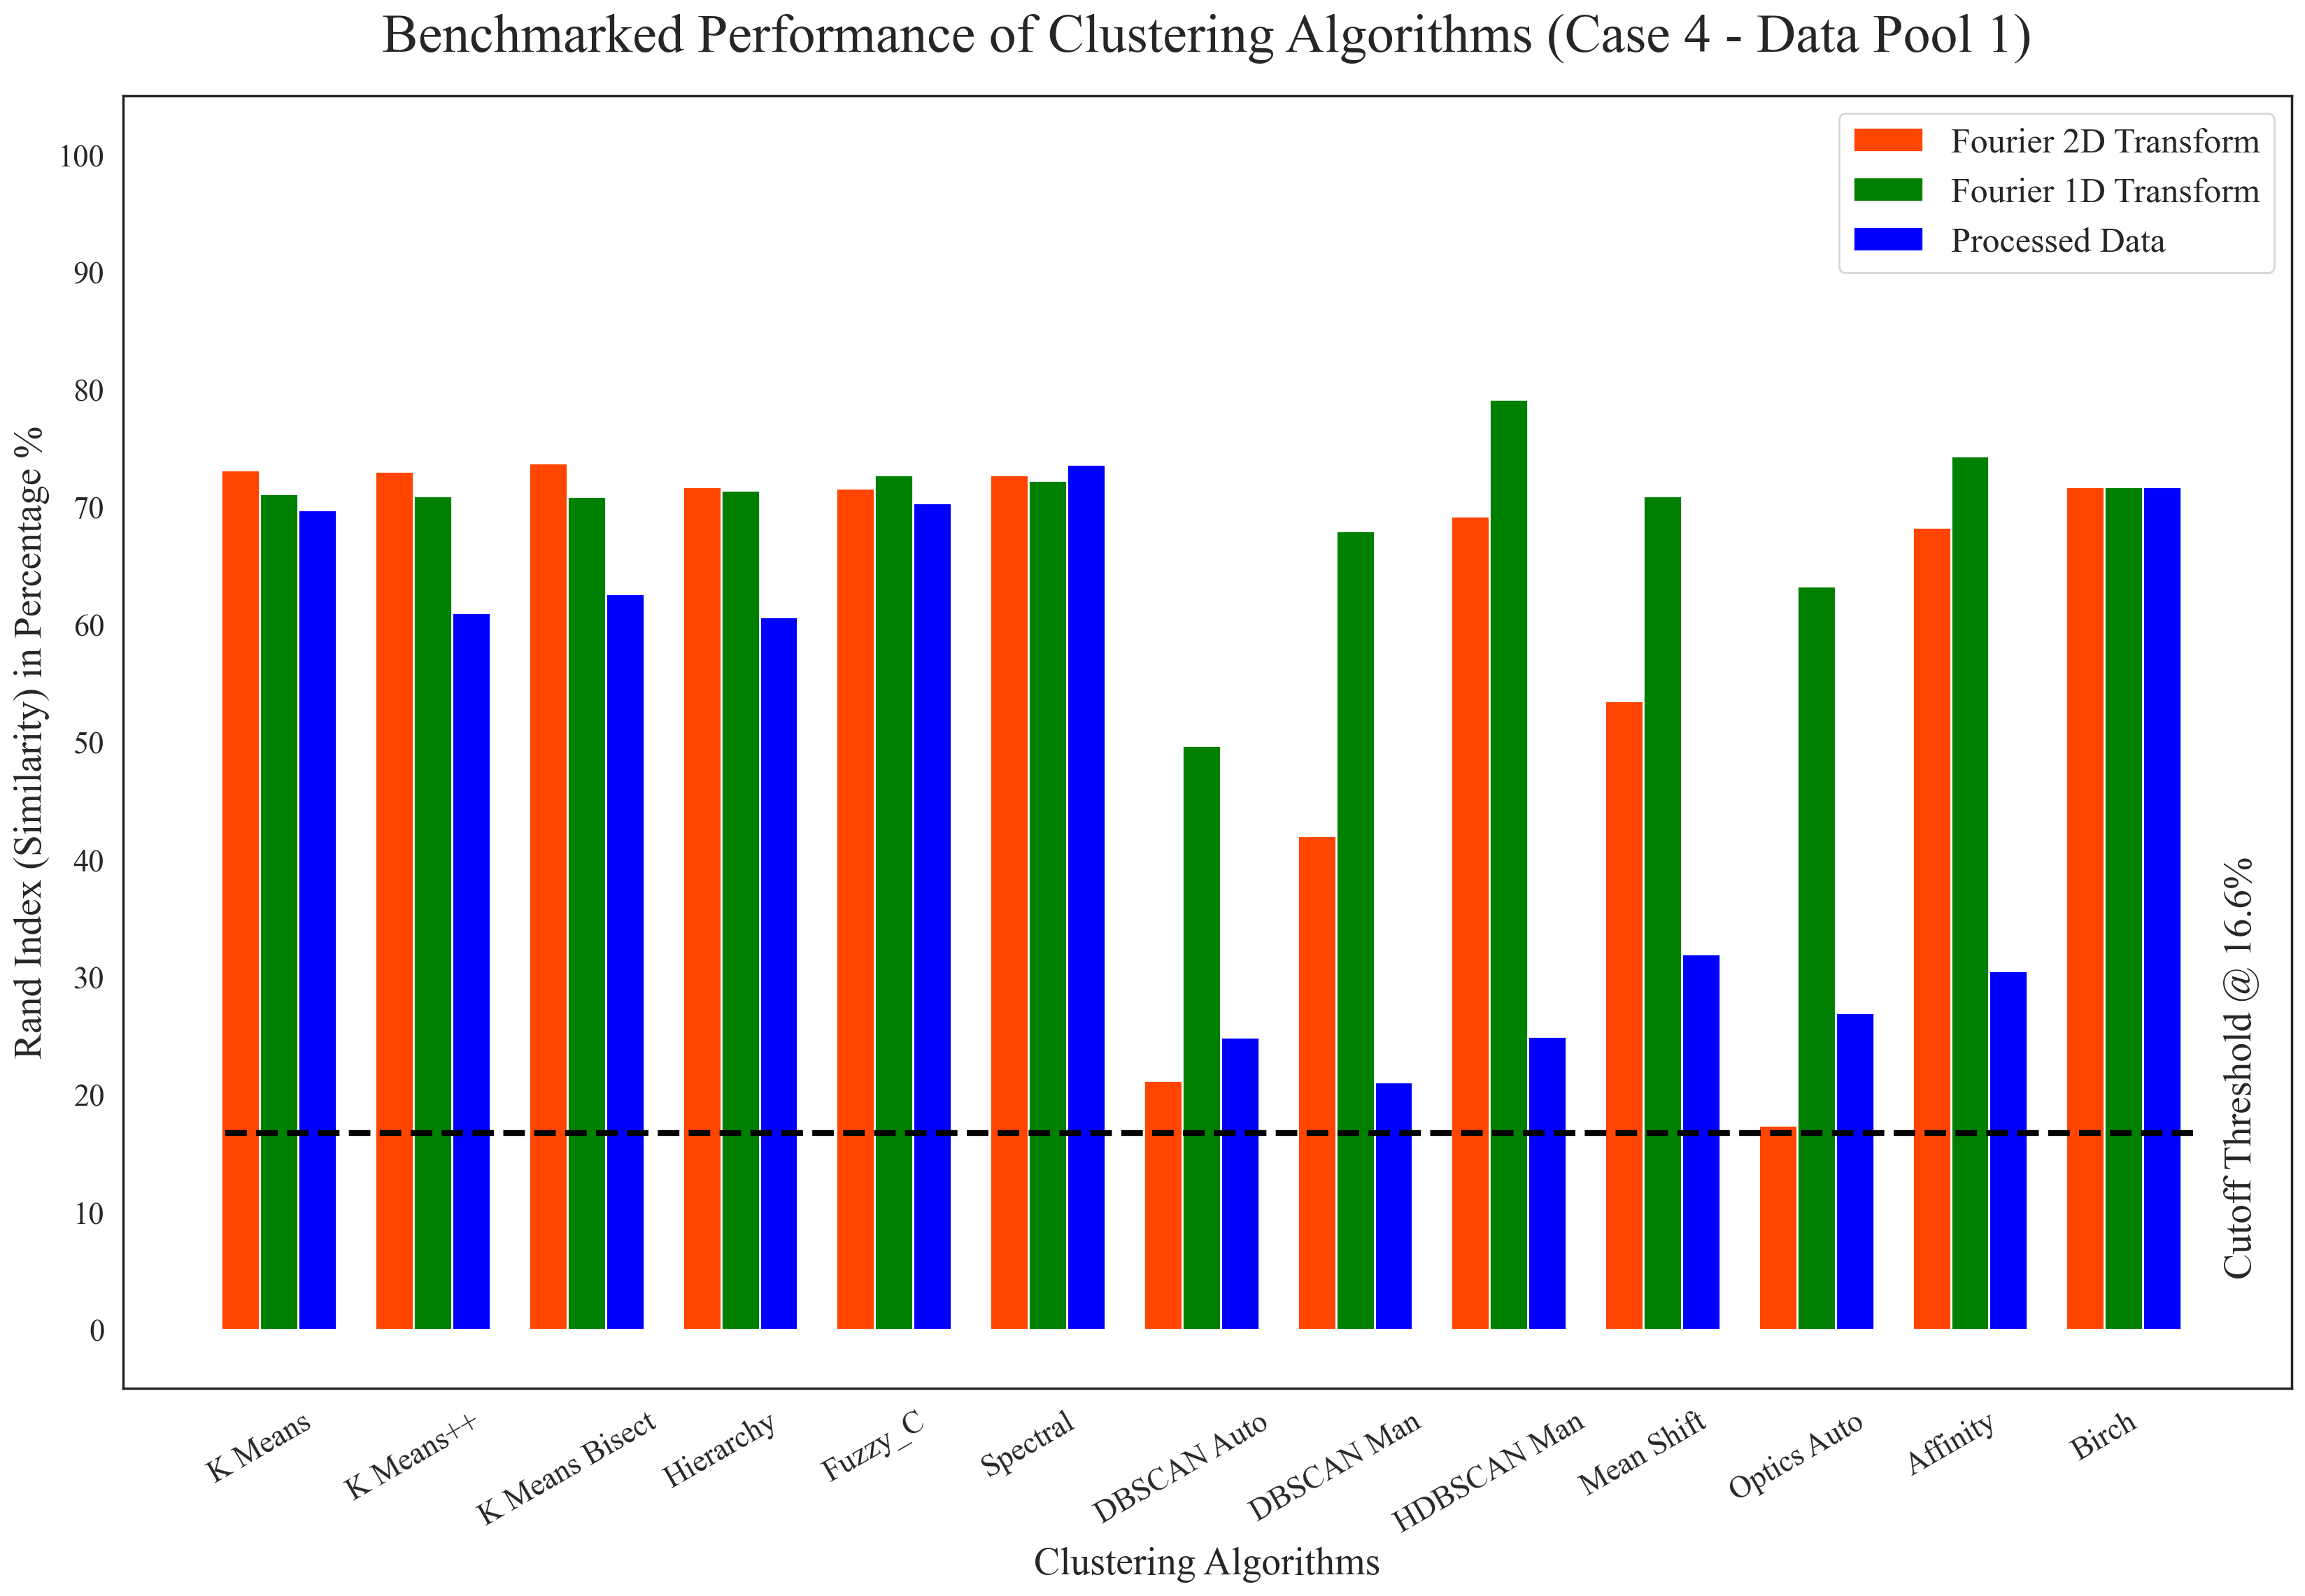 Benchmarked Performance of Clustering Algorithms (Case 4 - Data Pool 1)
Fourier 2D Transform
Fourier 1D Transform
Processed Data
Rand Index (Similarity) in Percentage %
100
90
80
70
60
50
40
30
20
10
0
Cutoff Threshold @ 16.6%
K Means
K Means++
K Means Bisect
Hierarchy
Fuzzy_C
Spectral
DBSCAN Auto
DBSCAN Man
HDBSCAN Man
Mean Shift
Optics Auto
Affinity
Birch
Clustering Algorithms